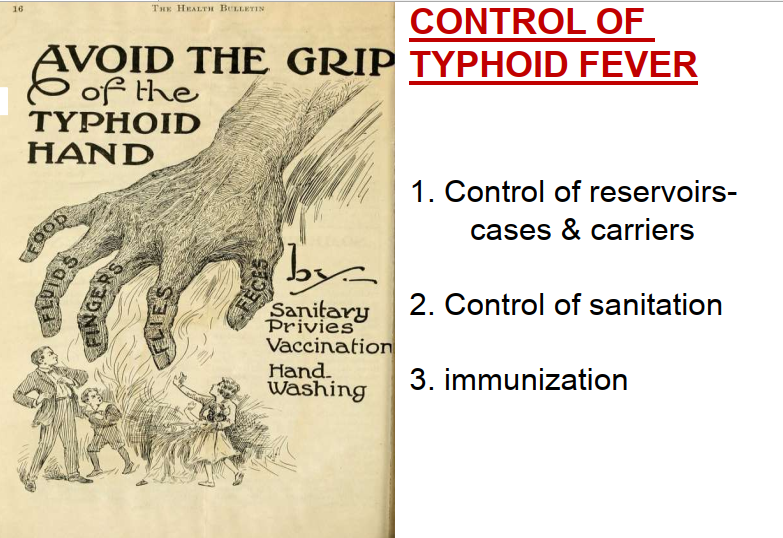 16
THE HEALTH BULLETIN
AVOID THE GRIP
of the
TYPHOID
HAND
FOOD
FLUIDS
FINGERS
FLIES
FECES
by-
Sanitary
Privies
Vaccination
Hand-
Washing
CONTROL OF
TYPHOID FEVER
1. Control of reservoirs-
cases & carriers
2. Control of sanitation
3. immunization